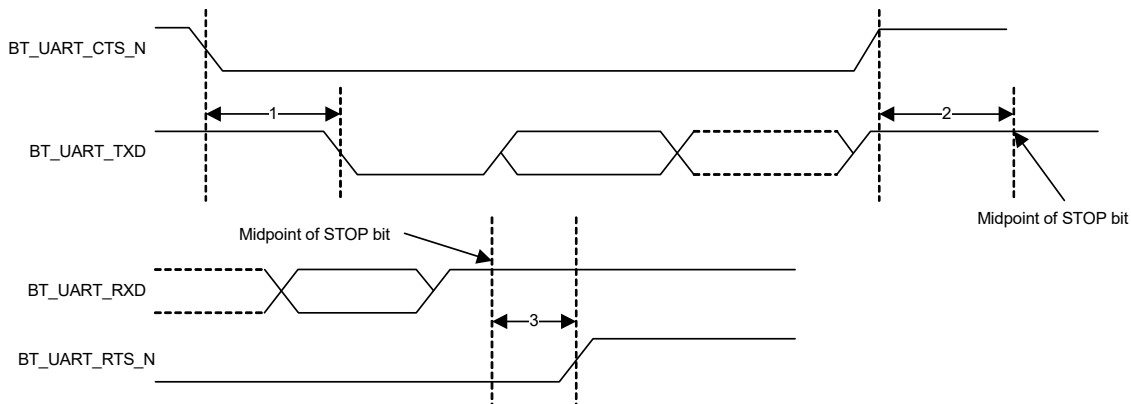 BT_UART_CTS_N
1
2
BT_UART_TXD
Midpoint of STOP bit
Midpoint of STOP bit
BT_UART_RXD
3
BT_UART_RTS_N